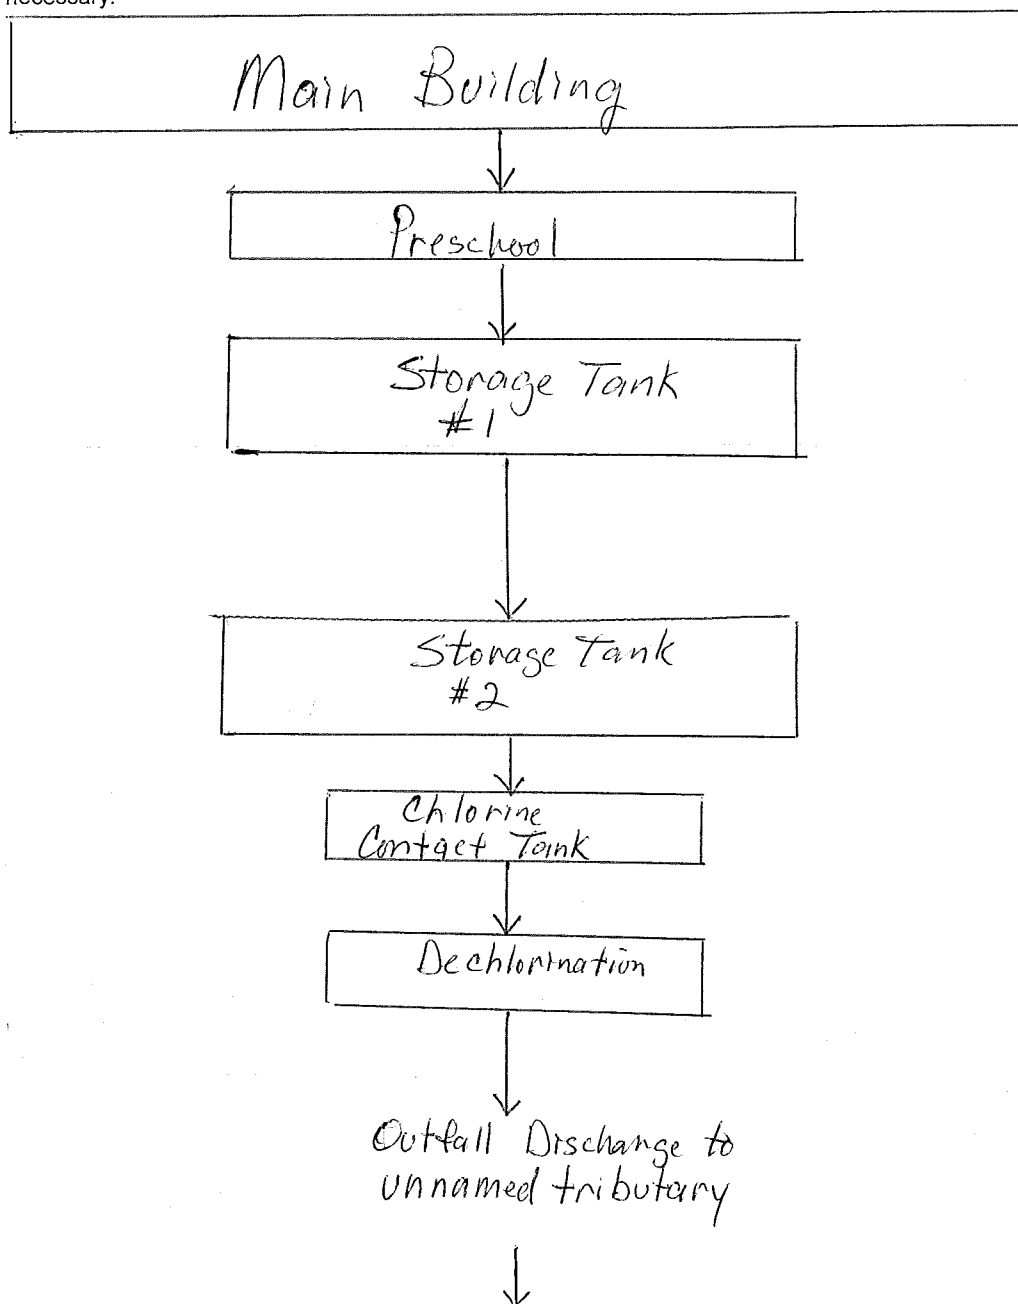 necessary.
Main Building
Preschool
Storage Tank
#1
Storage Tank
#2
Chlorine
Contact Tank
Dechlorination
Outfall Discharge to
unnamed tributary